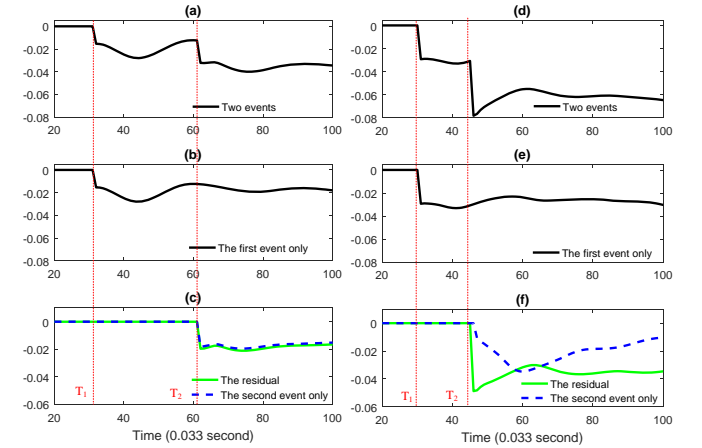 (a)
0
-0.02
-0.04
-0.06
-0.08
20 40 60 80 100
Two events
(d)
0
-0.02
-0.04
-0.06
-0.08
20 40 60 80 100
Two events
(b)
0
-0.02
-0.04
-0.06
-0.08
20 40 60 80 100
The first event only
(e)
0
-0.02
-0.04
-0.06
-0.08
20 40 60 80 100
The first event only
(c)
0
-0.02
-0.04
-0.06
20 40 60 80 100
T1
T2
The residual
The second event only
Time (0.033 second)
(f)
0
-0.02
-0.04
-0.06
20 40 60 80 100
T1
T2
The residual
The second event only
Time (0.033 second)